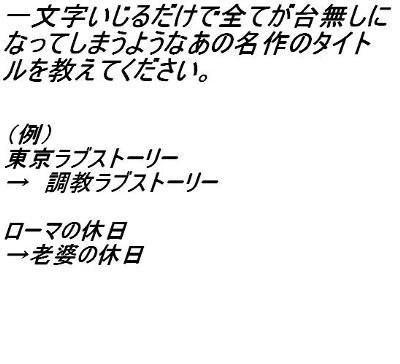 一文字いじるだけで全てが台無しに
なってしまうようなあの名作のタイト
ルを教えてください。
（例）
東京ラブストーリー
→ 調教ラブストーリー
ローマの休日
→老婆の休日